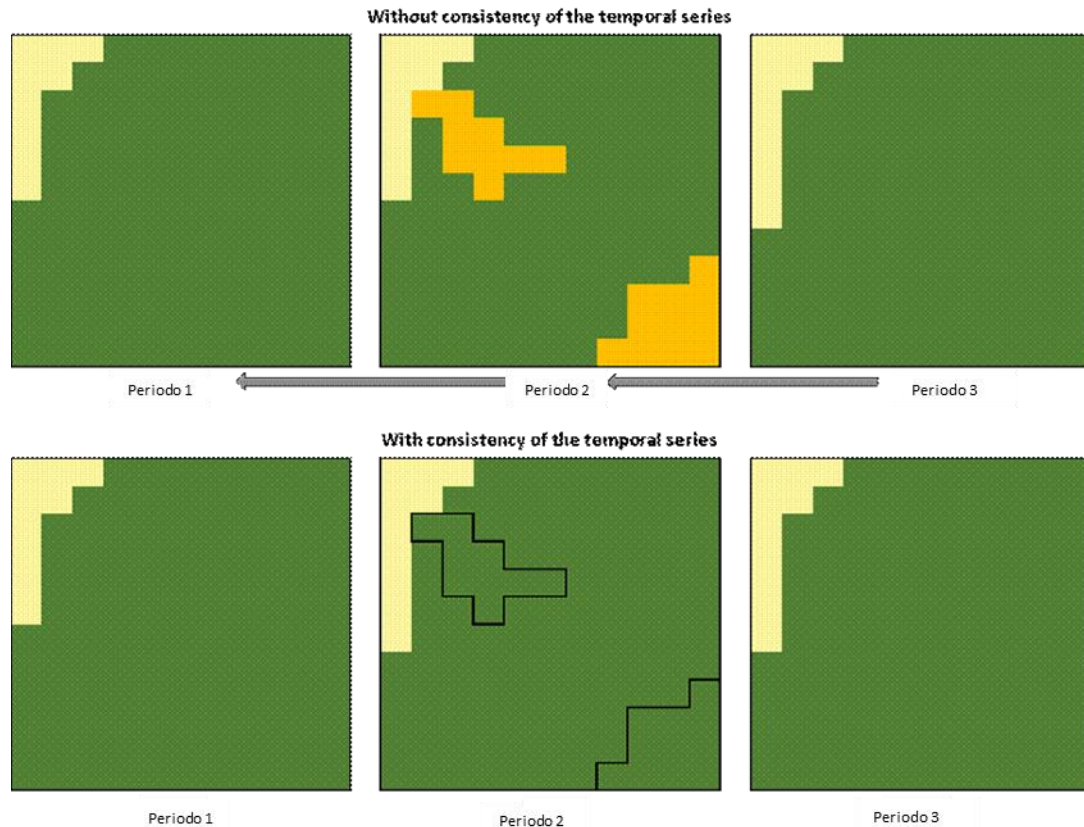 Without consistency of the temporal series
Periodo 1
Periodo 2
Periodo 3
With consistency of the temporal series
Periodo 1
Periodo 2
Periodo 3